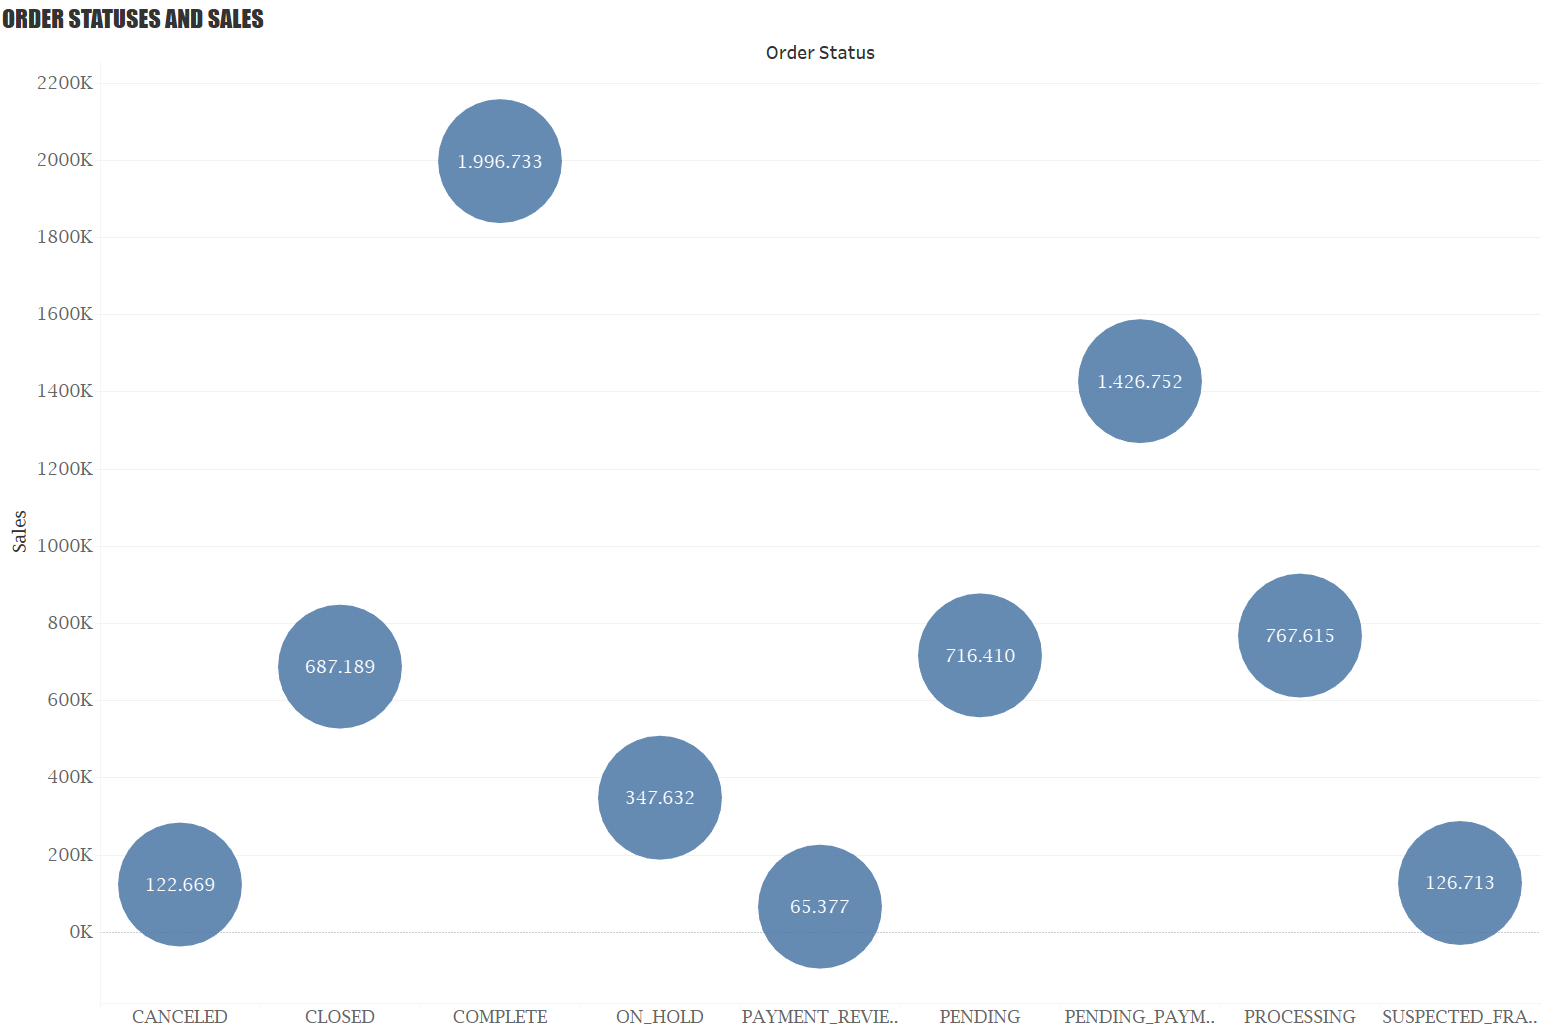 ORDER STATUSES AND SALES
Order Status
2200K
2000K
1800K
1600K
1400K
1200K
1000K
800K
600K
400K
200K
0K
Sales
1.996.733
1.426.752
767.615
716.410
687.189
347.632
126.713
122.669
65.377
CANCELED
CLOSED
COMPLETE
ON_HOLD
PAYMENT_REVIE..
PENDING
PENDING_PAYM..
PROCESSING
SUSPECTED_FRA..